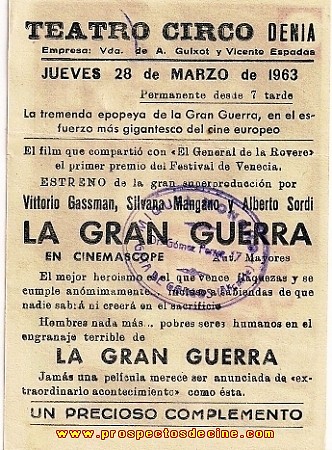 TEATRO CIRCO DENIA
Empresa: Vda. de A. Guixot y Vicente Espadas
JUEVES 28 de MARZO de 1963
Permanente desde 7 tarde
La tremenda epopeya de la Gran Guerra, en el es-
fuerzo más gigantesco del cine europeo
El film que compartió con «El General de la Rovere»
el primer premio del Festival de Venecia.
ESTRENO de la gran superproducción por
Vittorio Gassman, Silvana Mangano y Alberto Sordi
LA GRAN GUERRA
EN CINEMASCOPE Mayores
El mejor heroismo el que vence flaquezas y se
cumple anónimamente... incluso a sabiendas de que
nadie sabrá ni creerá en el sacrificio
Hombres nada más... pobres seres humanos en el
engranaje terrible de
LA GRAN GUERRA
Jamás una película merece ser anunciada de «ex-
traordinario acontecimiento» como ésta.
UN PRECIOSO COMPLEMENTO
www.prospectosdecine.com